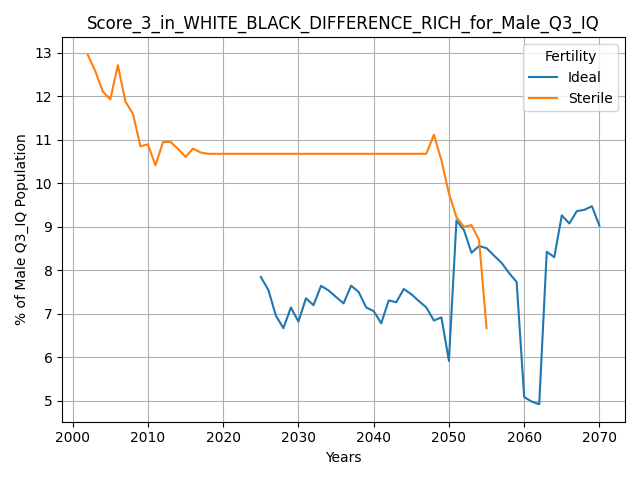 Score_3_in_WHITE_BLACK_DIFFERENCE_RICH_for_Male_Q3_IQ
Fertility
Ideal
Sterile
% of Male Q3_IQ Population
13
12
11
10
9
8
7
6
5
2000 2010 2020 2030 2040 2050 2060 2070
Years